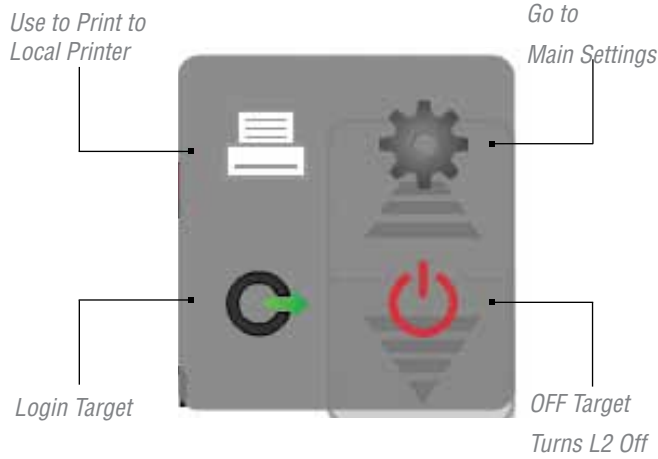 Use to Print to
Local Printer
Go to
Main Settings
Login Target
OFF Target
Turns L2 Off